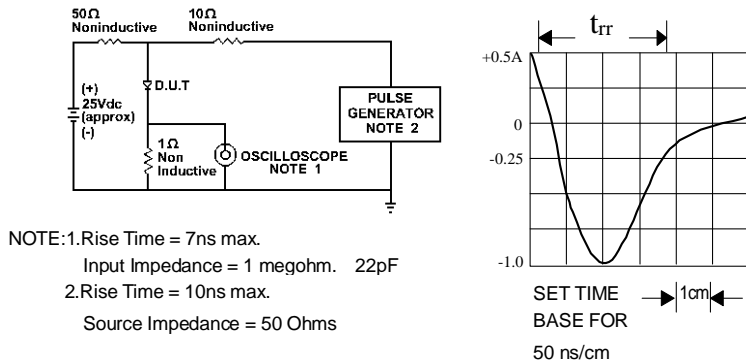 50Ω
Noninductive
10Ω
Noninductive
(+)
25Vdc
(approx)
(-)
D.U.T
1Ω
Non
Inductive
OSCILLOSCOPE
NOTE 1
PULSE
GENERATOR
NOTE 2
NOTE:1.Rise Time = 7ns max.
Input Impedance = 1 megohm. 22pF
2.Rise Time = 10ns max.
Source Impedance = 50 Ohms
trr
+0.5A
0
-0.25
-1.0
SET TIME
BASE FOR
50 ns/cm
1cm